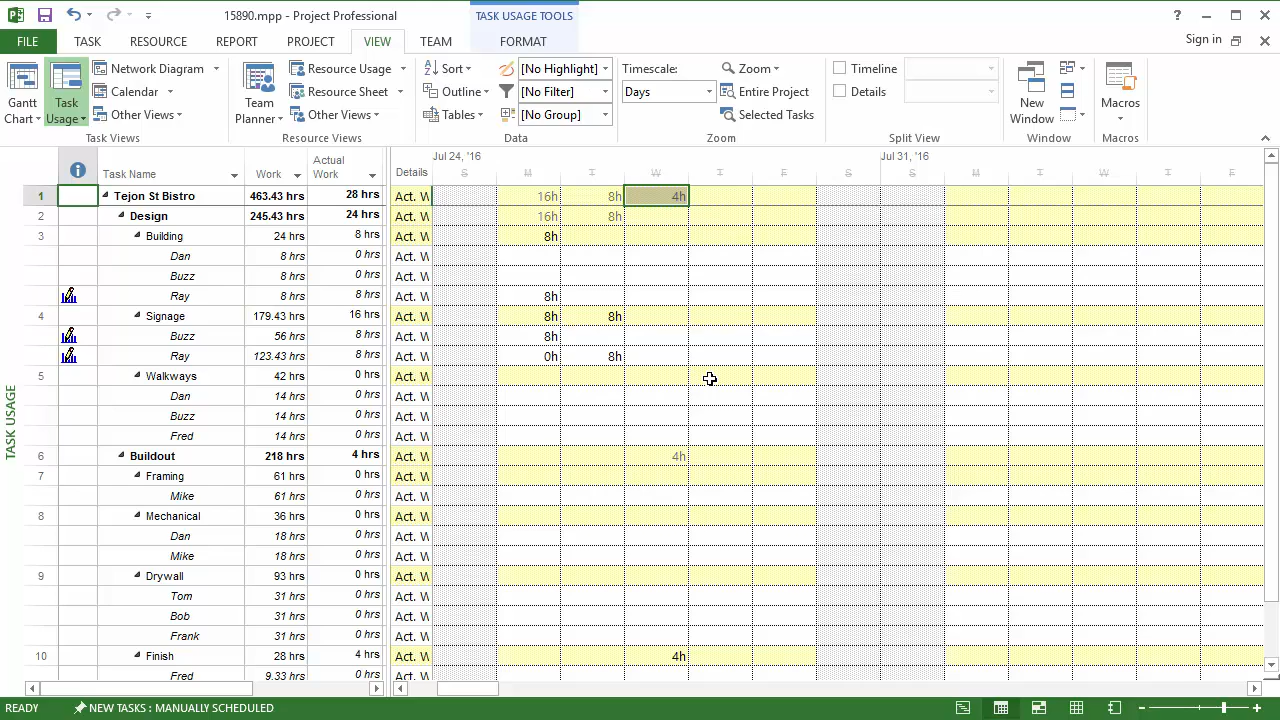 15890.mpp - Project Professional
TASK USAGE TOOLS
?
FILE TASK RESOURCE REPORT PROJECT VIEW TEAM FORMAT Sign in
Gantt Chart
Task Usage
Network Diagram
Calendar
Other Views
Task Views
Team Planner
Resource Usage
Resource Sheet
Other Views
Resource Views
Sort
Outline
Tables
[No Highlight]
[No Filter]
[No Group]
Data
Timescale:
Days
Zoom
Entire Project
Selected Tasks
Zoom
Timeline
Details
Split View
New Window
Window
Macros
Macros
Task Name Work Actual Work Details
Jul 24, '16 Jul 31, '16
S M T W T F S S M T W T F
1 Tejon St Bistro 463.43 hrs 28 hrs Act. W 16h 8h 4h
2 Design 245.43 hrs 24 hrs Act. W 16h 8h
3 Building 24 hrs 8 hrs Act. W 8h
Dan 8 hrs 0 hrs Act. W
Buzz 8 hrs 0 hrs Act. W
Ray 8 hrs 8 hrs Act. W 8h
4 Signage 179.43 hrs 16 hrs Act. W 8h 8h
Buzz 56 hrs 8 hrs Act. W 8h
Ray 123.43 hrs 8 hrs Act. W 0h 8h
5 Walkways 42 hrs 0 hrs Act. W
Dan 14 hrs 0 hrs Act. W
Buzz 14 hrs 0 hrs Act. W
Fred 14 hrs 0 hrs Act. W
6 Buildout 218 hrs 4 hrs Act. W 4h
7 Framing 61 hrs 0 hrs Act. W
Mike 61 hrs 0 hrs Act. W
8 Mechanical 36 hrs 0 hrs Act. W
Dan 18 hrs 0 hrs Act. W
Mike 18 hrs 0 hrs Act. W
9 Drywall 93 hrs 0 hrs Act. W
Tom 31 hrs 0 hrs Act. W
Bob 31 hrs 0 hrs Act. W
Frank 31 hrs 0 hrs Act. W
10 Finish 28 hrs 4 hrs Act. W 4h
Fred 9.33 hrs 0 hrs Act. W
TASK USAGE
READY NEW TASKS : MANUALLY SCHEDULED